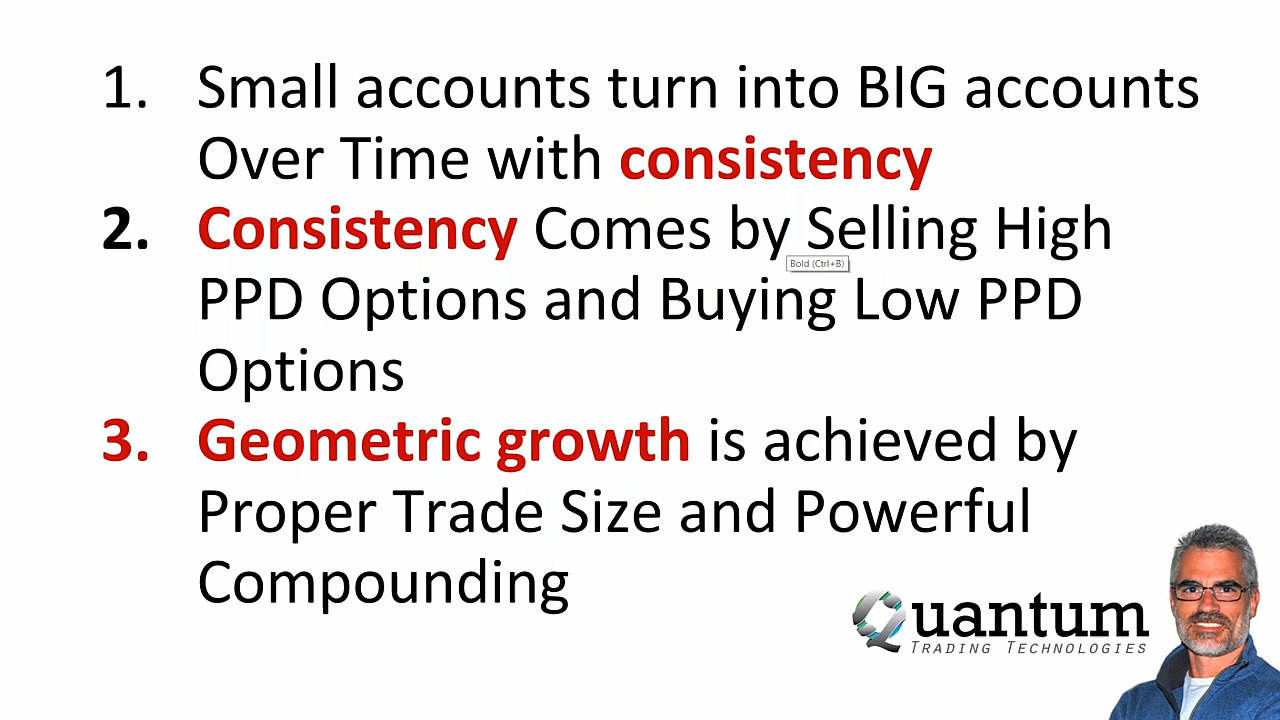 1. Small accounts turn into BIG accounts
Over Time with consistency
2. Consistency Comes by Selling High
Bold (Ctrl+B)
PPD Options and Buying Low PPD
Options
3. Geometric growth is achieved by
Proper Trade Size and Powerful
Compounding
Quantum
TRADING TECHNOLOGIES